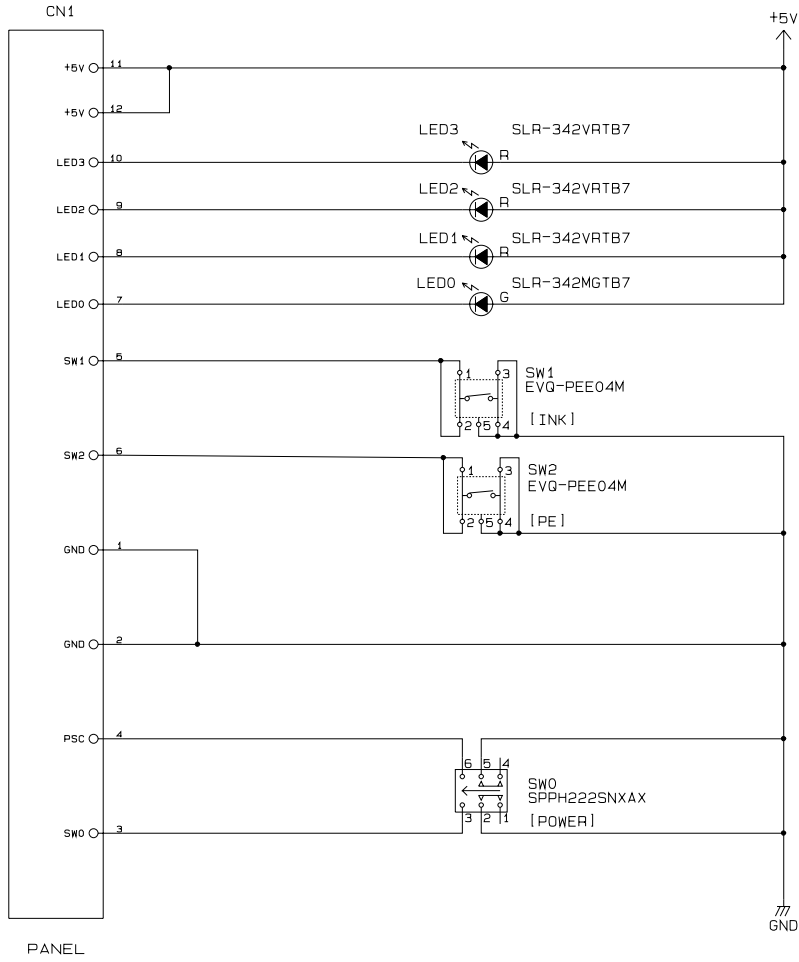 CN1
+5V
+5V 11
+5V 12
LED3 SLR-342VRTB7
LED3 10 R
LED2 SLR-342VRTB7
LED2 9 R
LED1 SLR-342VRTB7
LED1 8 R
LED0 SLR-342MGTB7
LED0 7 G
SW1 5
1 3 SW1
EVQ-PEE04M
2 5 4 [INK]
SW2 6
1 3 SW2
EVQ-PEE04M
2 5 4 [PE]
GND 1
GND 2
PSC 4
6 5 4
SW0
SPPH222SNXAX
3 2 1 [POWER]
SW0 3
GND
PANEL